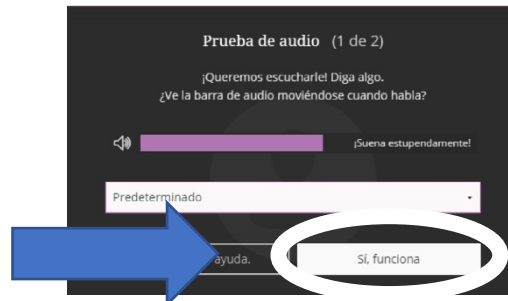 Prueba de audio (1 de 2)
¡Queremos escucharle! Diga algo.
¿Ve la barra de audio moviéndose cuando habla?
¡Suena estupendamente!
Predeterminado
ayuda.
Sí, funciona